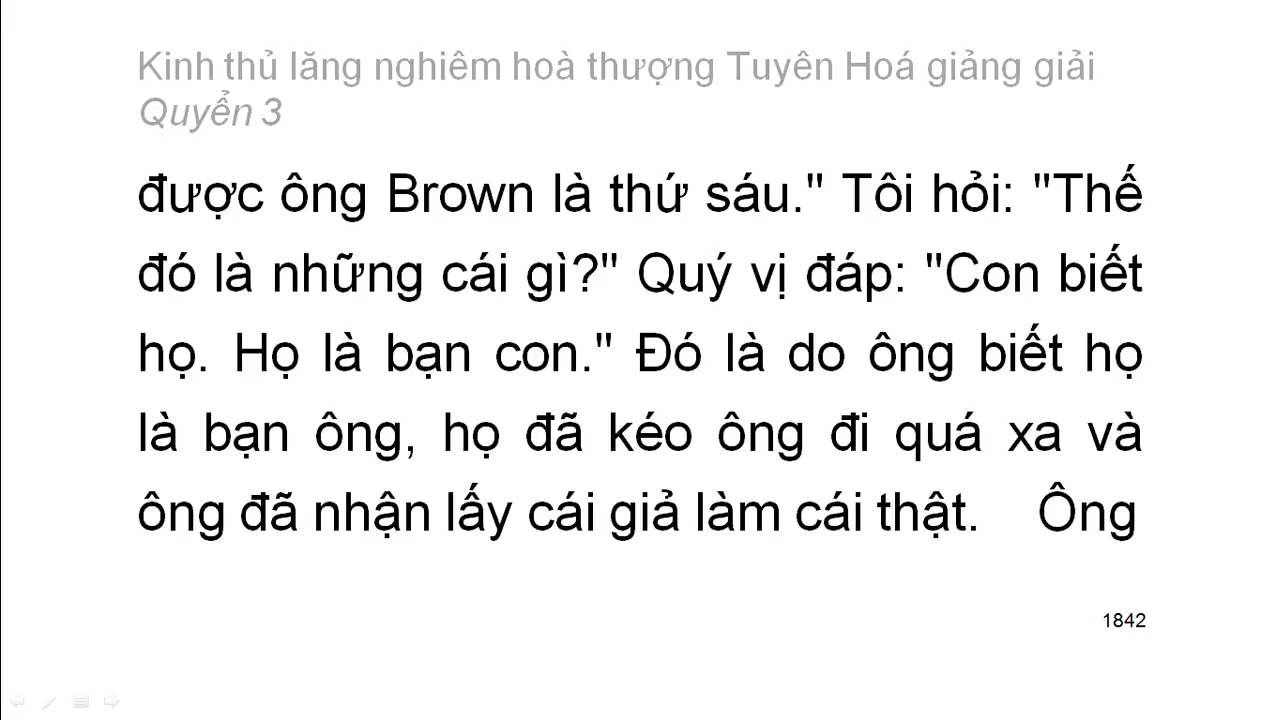 Kinh thủ lăng nghiêm hoà thượng Tuyên Hoá giảng giải
Quyển 3
được ông Brown là thứ sáu." Tôi hỏi: "Thế
đó là những cái gì?" Quý vị đáp: "Con biết
họ. Họ là bạn con." Đó là do ông biết họ
là bạn ông, họ đã kéo ông đi quá xa và
ông đã nhận lấy cái giả làm cái thật. Ông
1842